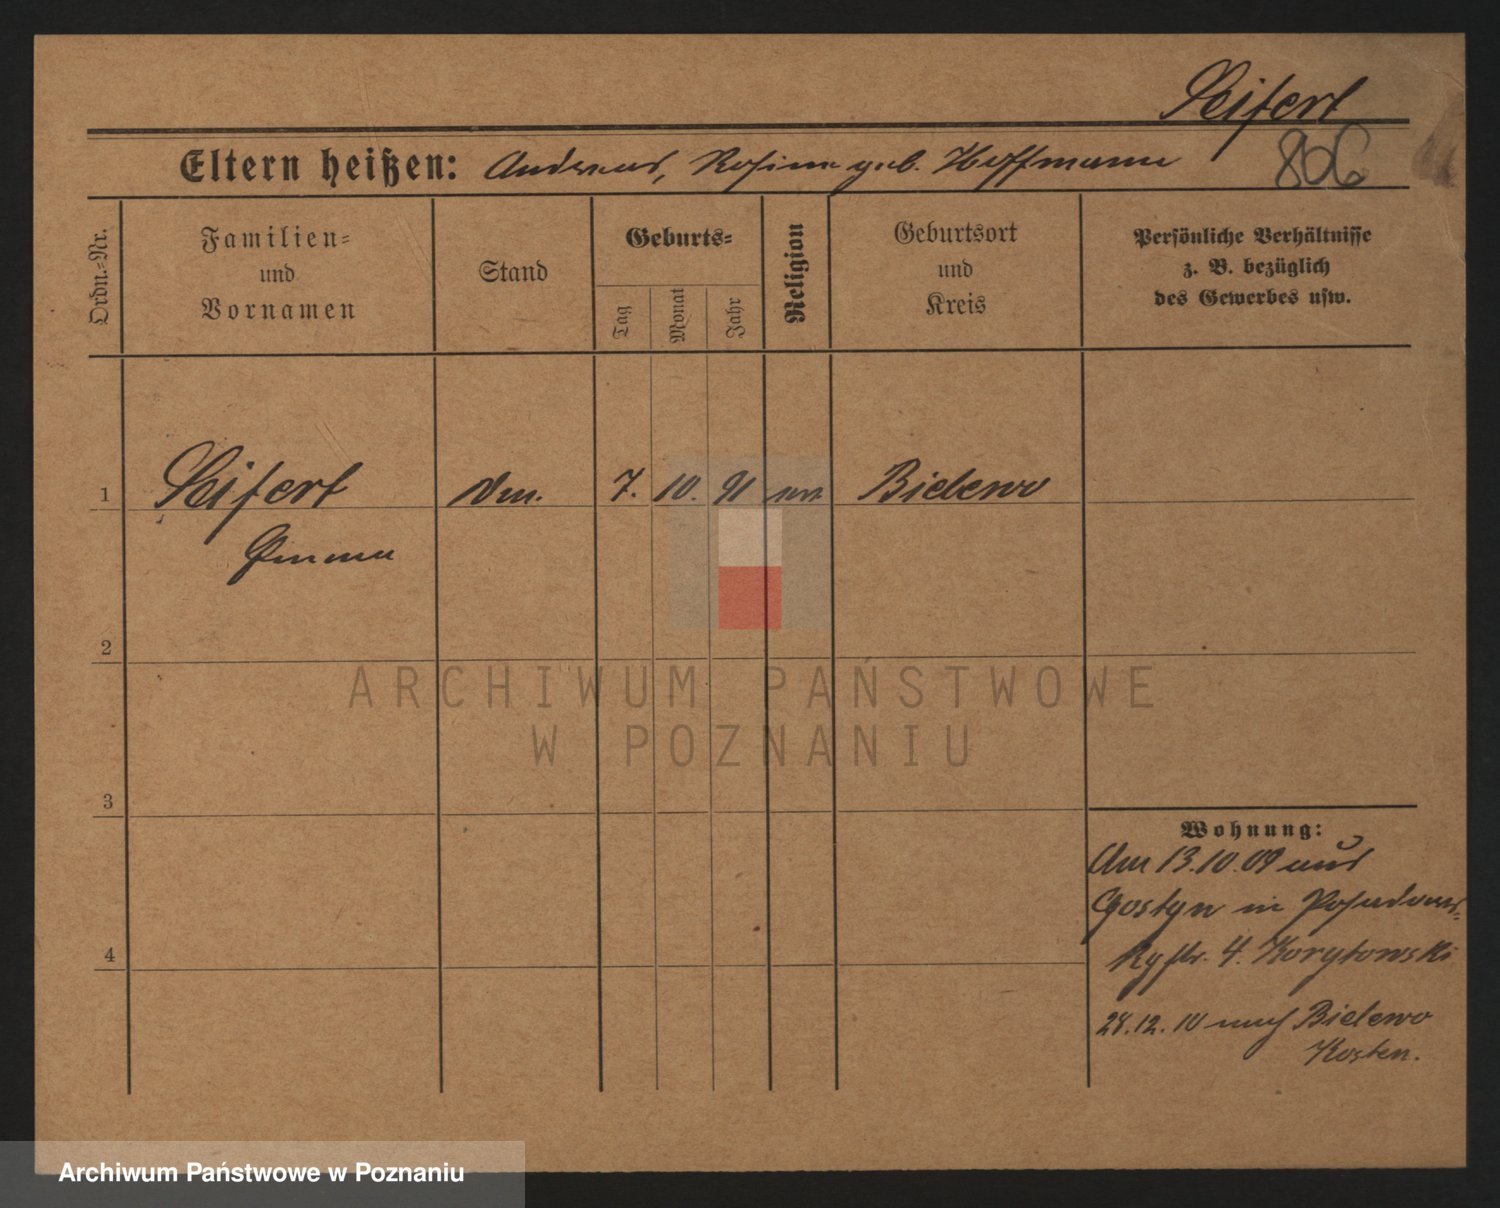 Seifert
Eltern heißen: Andreas, Rosina geb. Hoffmann
806
Ordn.-Nr.
Familien-
und
Vornamen
Stand
Geburts-
Tag
Monat
Jahr
Religion
Geburtsort
und
Kreis
Persönliche Verhältnisse
z. B. bezüglich
des Gewerbes usw.
1
Seifert
7. 10. 91
Bielewo
Emma
2
ARCHIWUM PAŃSTWOWE
W POZNANIU
3
Wohnung:
Am 13.10.09 aus
Gostyn in
4. Korytowski
4
28.12.10 nach Bielewo
Kosten.
Archiwum Państwowe w Poznaniu